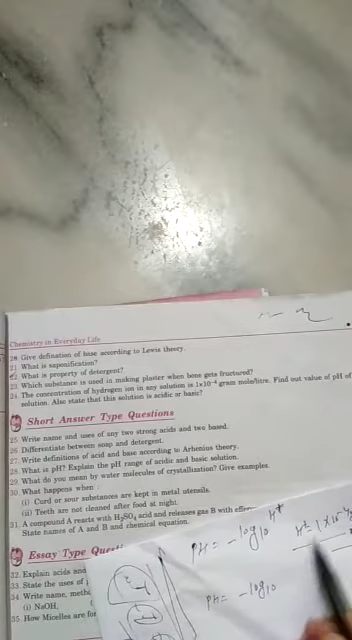 Chemistry in Everyday Life
20. Give defination of base according to Lewis theory.
21. What is saponification?
22. What is property of detergent?
23. Which substance is used in making plaster when bone gets fractured?
24. The concentration of hydrogen ion in any solution is 1×10⁻⁴ gram mole/litre. Find out value of pH of
solution. Also state that this solution is acidic or basic?
Short Answer Type Questions
25. Write name and uses of any two strong acids and two based.
26. Differentiate between soap and detergent.
27. Write definitions of acid and base according to Arhenius theory.
28. What is pH? Explain the pH range of acidic and basic solution.
29. What do you mean by water molecules of crystallization? Give examples.
30. What happens when :
(i) Curd or sour substances are kept in metal utensils.
(ii) Teeth are not cleaned after food at night.
31. A compound A reacts with H₂SO₄ acid and releases gas B with
State names of A and B and chemical equation.
Essay Type
32. Explain acids and
33. State the uses of
34. Write name,
(i) NaOH,
35. How Micelles are
PH = -log10 H+
H+ = 1×10-4
PH = -log10